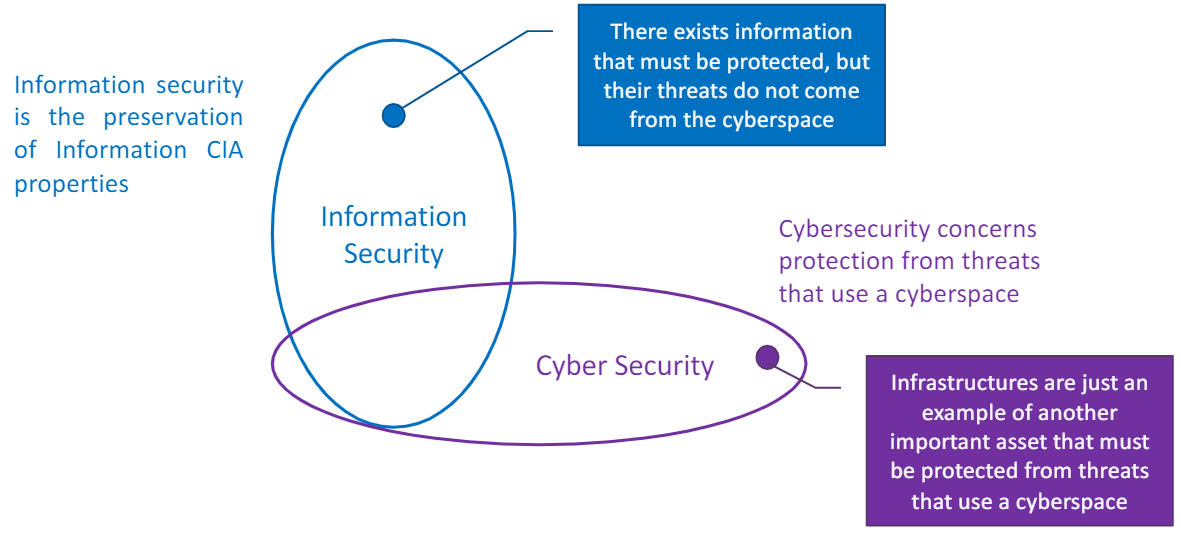 Information security
is the preservation
of Information CIA
properties
There exists information
that must be protected, but
their threats do not come
from the cyberspace
Information
Security
Cybersecurity concerns
protection from threats
that use a cyberspace
Cyber Security
Infrastructures are just an
example of another
important asset that must
be protected from threats
that use a cyberspace